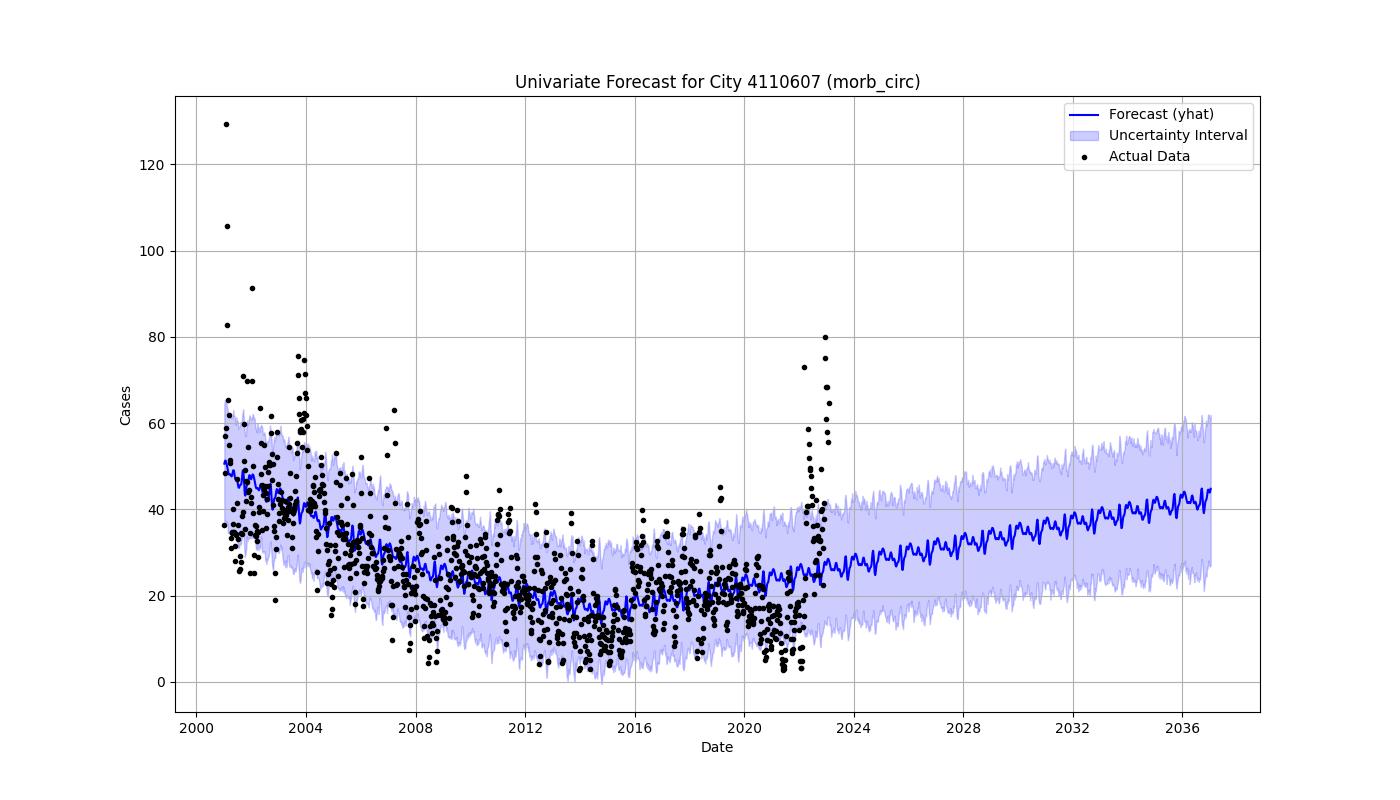 Univariate Forecast for City 4110607 (morb_circ)
Forecast (yhat)
Uncertainty Interval
Actual Data
Cases
120
100
80
60
40
20
0
2000 2004 2008 2012 2016 2020 2024 2028 2032 2036
Date